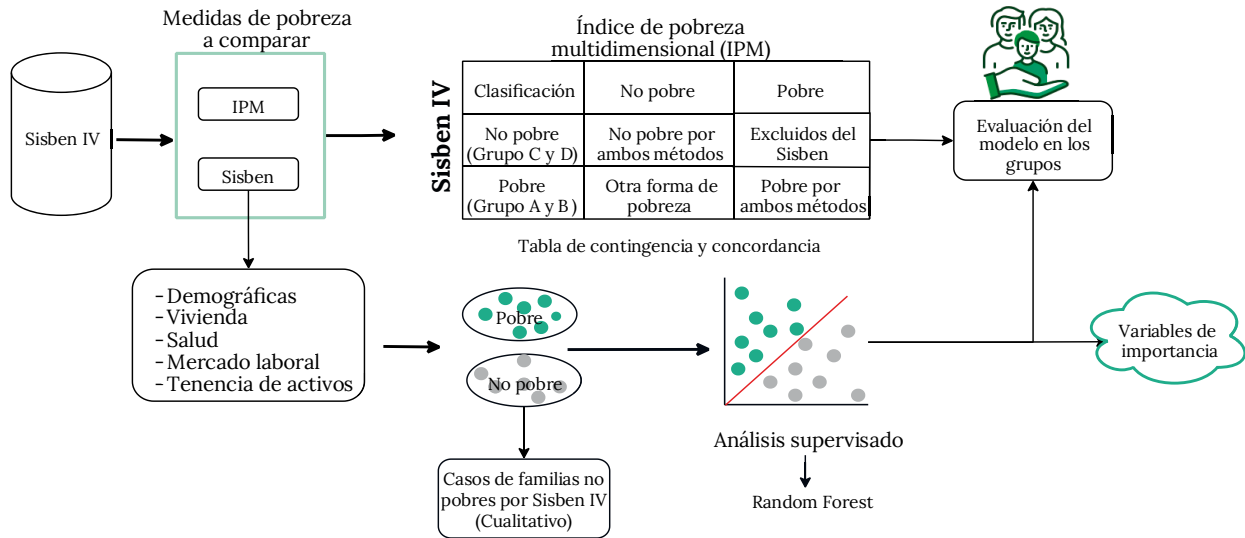 Medidas de pobreza
a comparar
Sisben IV
IPM
Sisben
Índice de pobreza
multidimensional (IPM)
Sisben IV
Clasificación
No pobre
Pobre
No pobre
(Grupo C y D)
No pobre por
ambos métodos
Excluidos del
Sisben
Pobre
(Grupo A y B)
Otra forma de
pobreza
Pobre por
ambos métodos
Tabla de contingencia y concordancia
Evaluación del
modelo en los
grupos
-Demográficas
-Vivienda
-Salud
-Mercado laboral
-Tenencia de activos
Pobre
No pobre
Casos de familias no
pobres por Sisben IV
(Cualitativo)
Análisis supervisado
Random Forest
Variables de
importancia